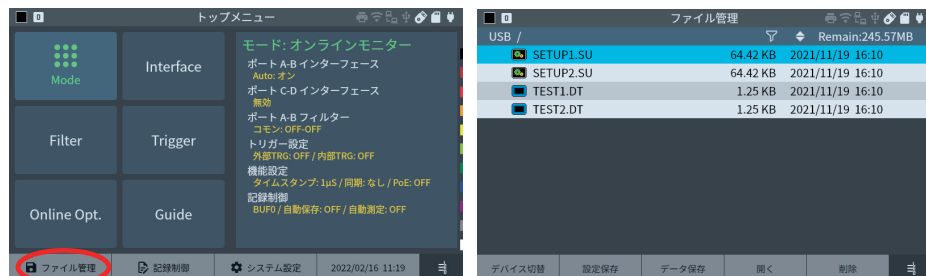 0
トップメニュー
Mode
Interface
Filter
Trigger
Online Opt.
Guide
モード: オンラインモニター
ポート A-B インターフェース
Auto: オン
ポート C-D インターフェース
無効
ポート A-B フィルター
コモン: OFF-OFF
トリガー設定
外部TRG: OFF / 内部TRG: OFF
機能設定
タイムスタンプ: 1μS / 同期: なし / PoE: OFF
記録制御
BUF0 / 自動保存: OFF / 自動測定: OFF
ファイル管理
記録制御
システム設定
2022/02/16 11:19
0
ファイル管理
USB /
Remain:245.57MB
SETUP1.SU 64.42 KB 2021/11/19 16:10
SETUP2.SU 64.42 KB 2021/11/19 16:10
TEST1.DT 1.25 KB 2021/11/19 16:10
TEST2.DT 1.25 KB 2021/11/19 16:10
デバイス切替
設定保存
データ保存
開く
削除